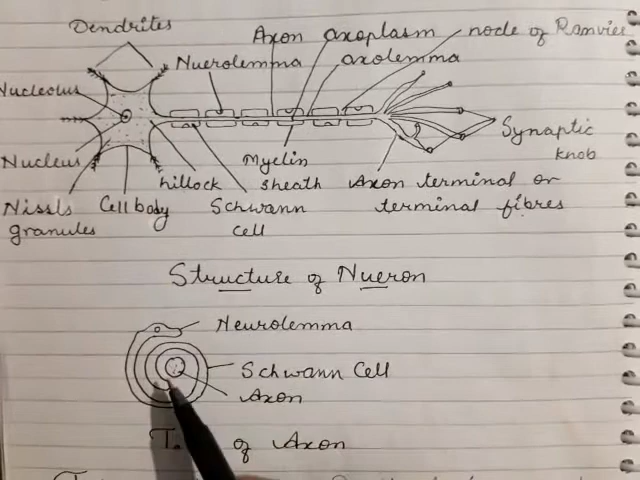 Dendrites
Axon axoplasm node of Ranvier
Nuerolemma axolemma
Nucleolus
Synaptic
knob
Nucleus
Myelin
hillock sheath Axon terminal or
Nissls Cell body Schwann terminal fibres
granules cell
Structure of Nueron
Neurolemma
Schwann Cell
Axon
of Axon